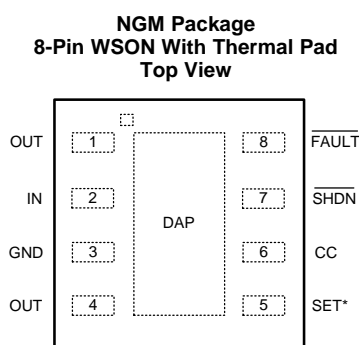 NGM Package
8-Pin WSON With Thermal Pad
Top View
OUT 1 8 FAULT
IN 2 7 SHDN
DAP
GND 3 6 CC
OUT 4 5 SET*